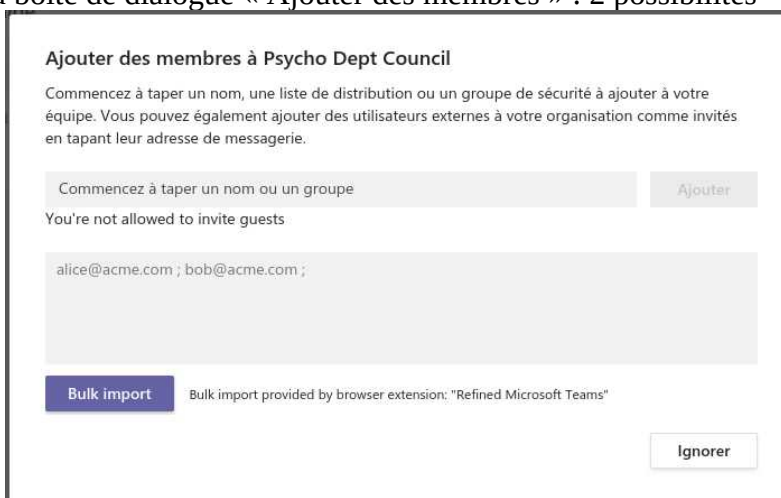 boîte de dialogue « Ajouter des membres » : 2 possibilités
Ajouter des membres à Psycho Dept Council
Commencez à taper un nom, une liste de distribution ou un groupe de sécurité à ajouter à votre
équipe. Vous pouvez également ajouter des utilisateurs externes à votre organisation comme invités
en tapant leur adresse de messagerie.
Commencez à taper un nom ou un groupe
Ajouter
You're not allowed to invite guests
alice@acme.com ; bob@acme.com ;
Bulk import
Bulk import provided by browser extension: "Refined Microsoft Teams"
Ignorer